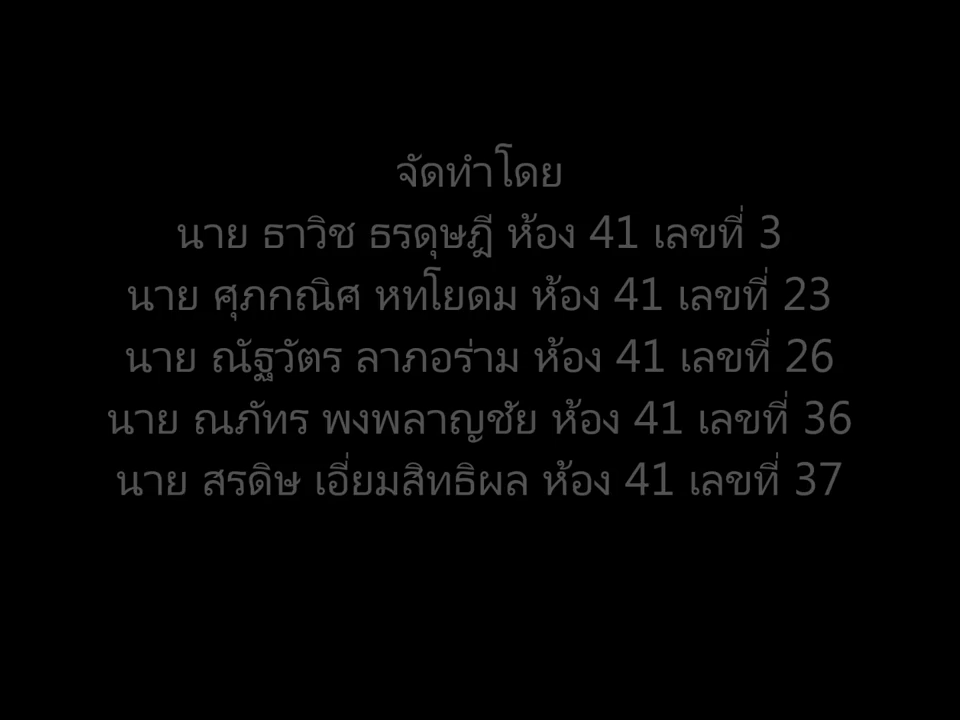 จัดทำโดย
นาย ธาวิช ธรดุษฎี ห้อง 41 เลขที่ 3
นาย ศุภกณิศ หทโยดม ห้อง 41 เลขที่ 23
นาย ณัฐวัตร ลาภอร่าม ห้อง 41 เลขที่ 26
นาย ณภัทร พงพลาญชัย ห้อง 41 เลขที่ 36
นาย สรดิษ เอี่ยมสิทธิผล ห้อง 41 เลขที่ 37